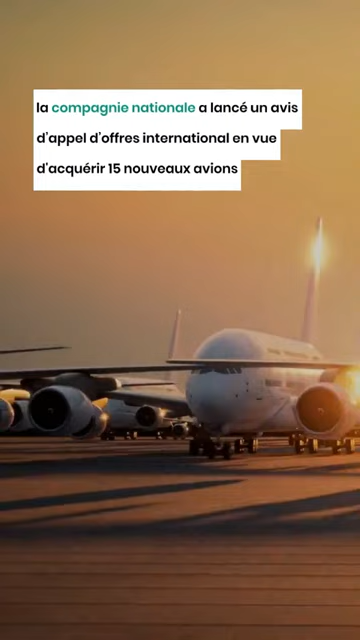 la compagnie nationale a lancé un avis
d'appel d'offres international en vue
d'acquérir 15 nouveaux avions